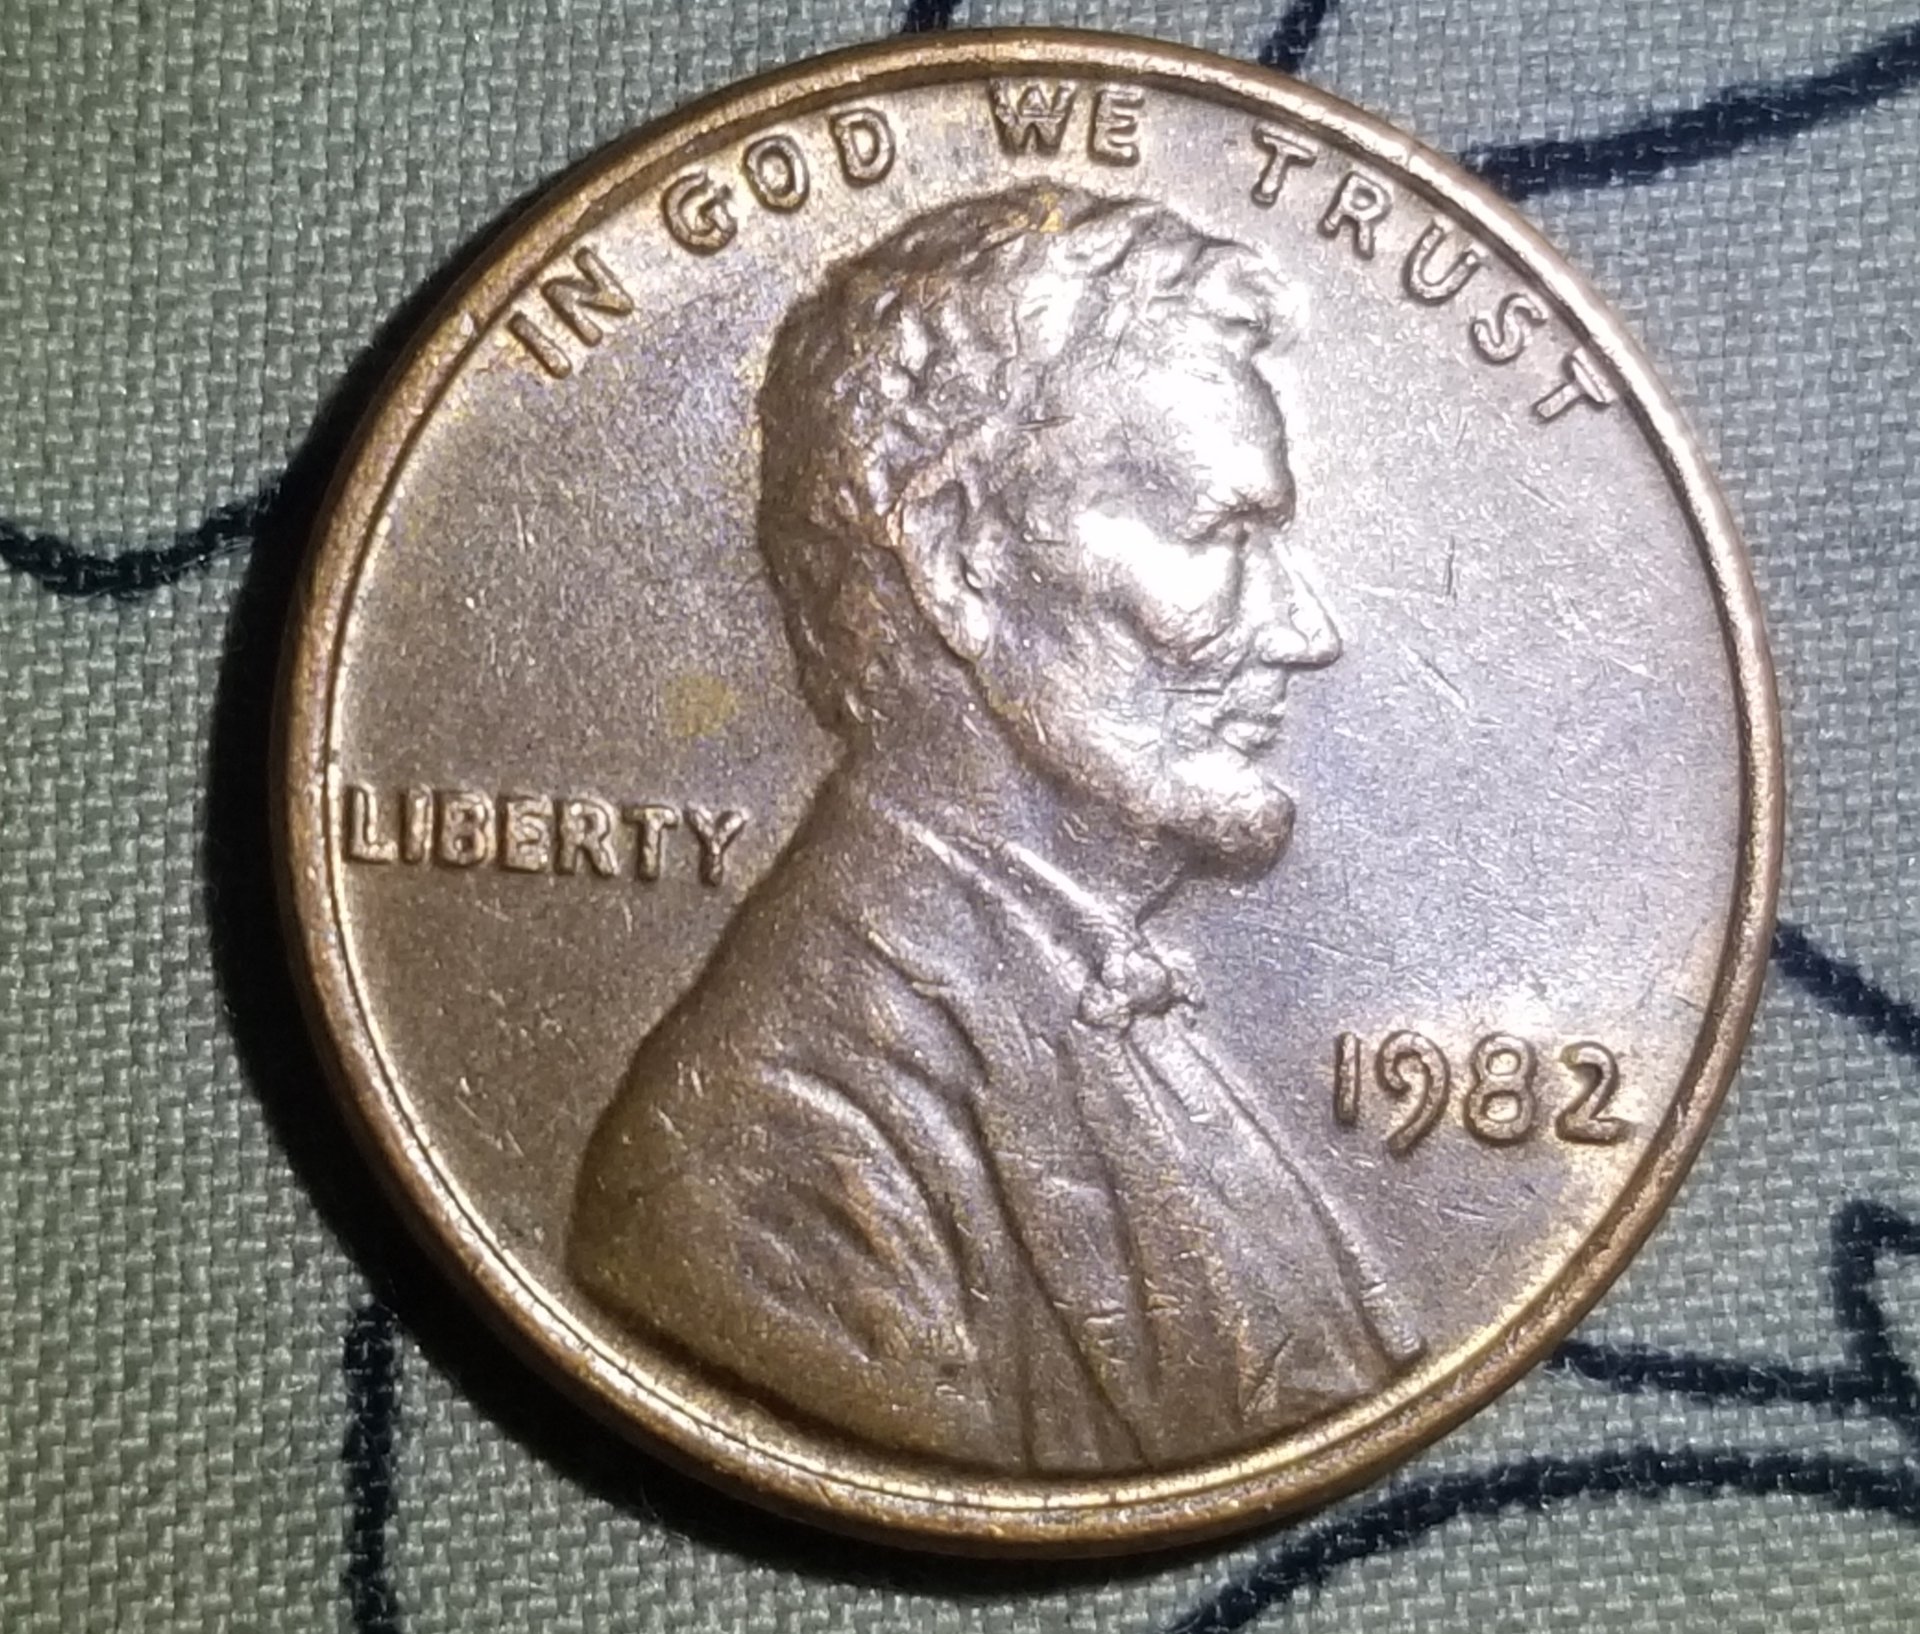 IN GOD WE TRUST
LIBERTY
1982